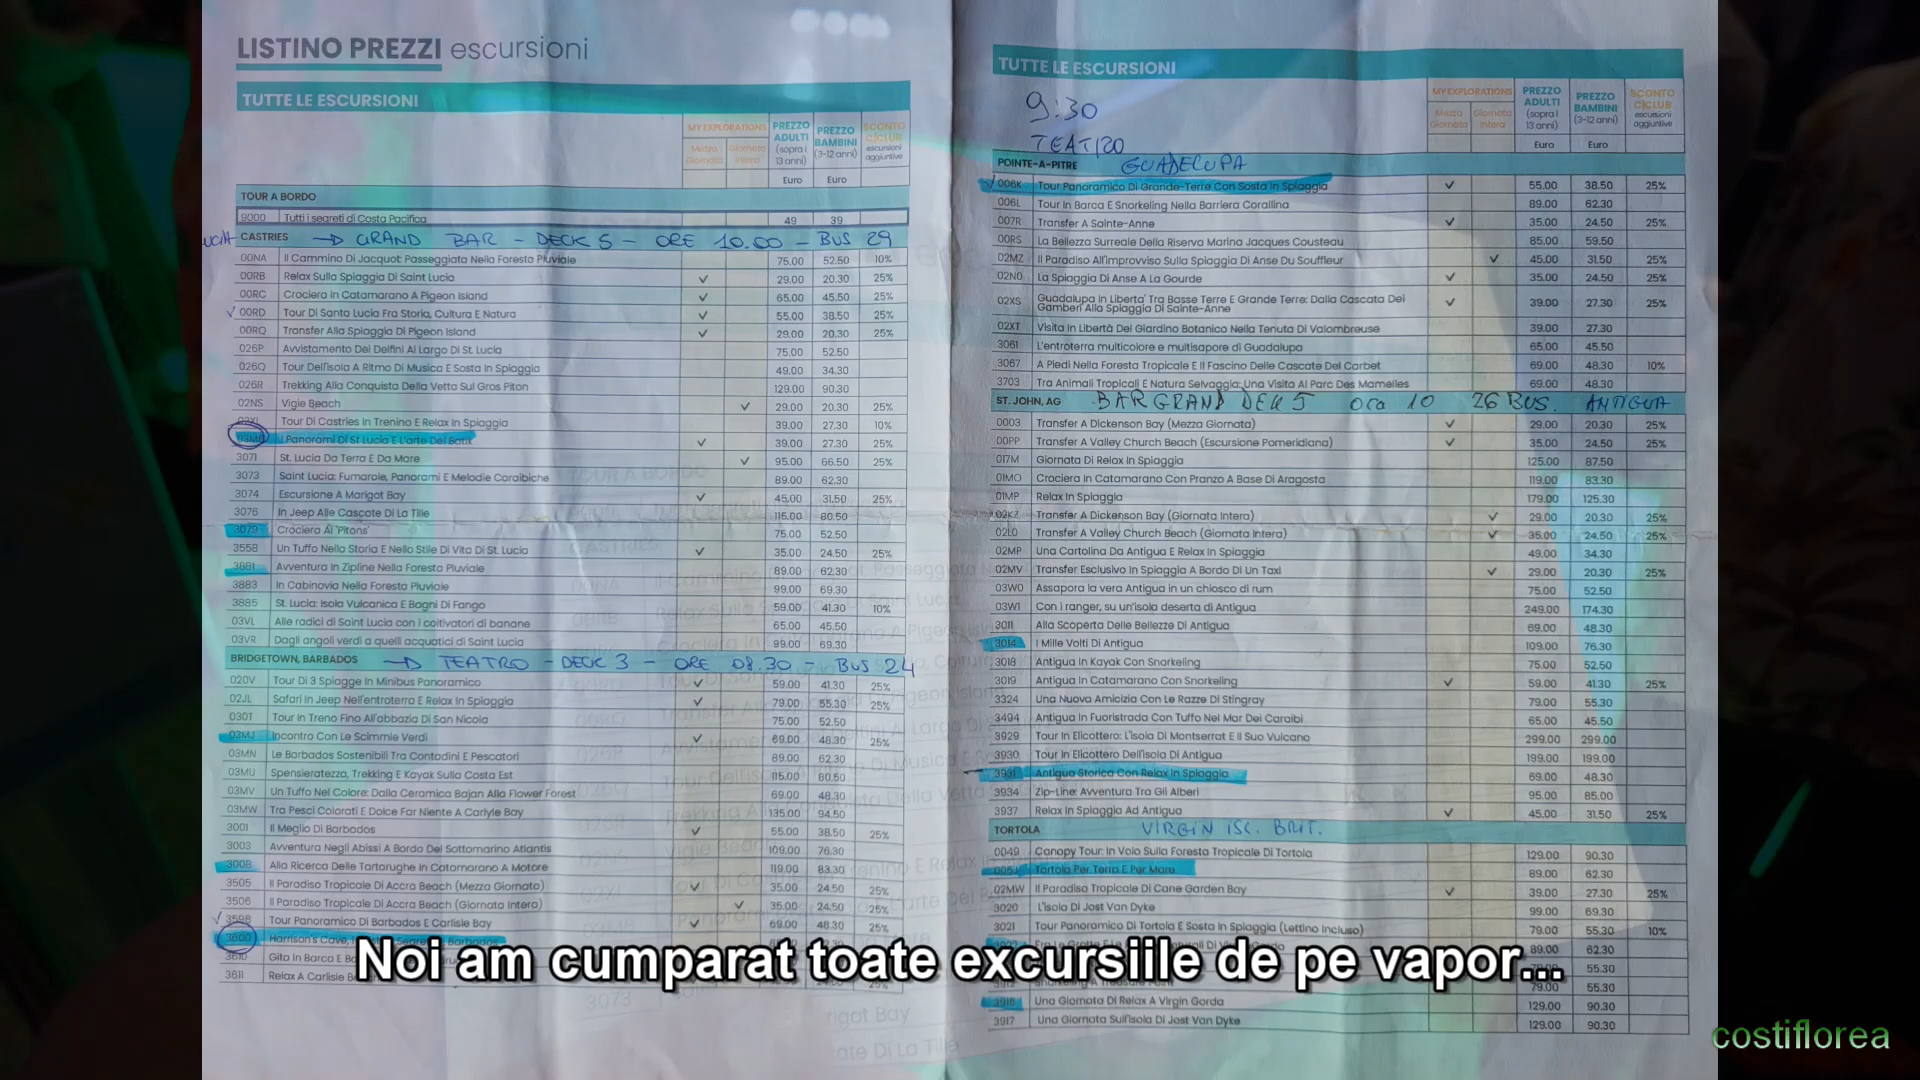 LISTINO PREZZI escursioni
TUTTE LE ESCURSIONI
MY EXPLORATIONS
Mezza Giornata
Giornata Intera
PREZZO ADULTI (sopra i 13 anni)
PREZZO BAMBINI (3-12 anni)
SCONTO C|CLUB escursioni aggiuntive
Euro Euro
TOUR A BORDO
9000 Tutti i segreti di Costa Pacifica 49 39
CASTRIES → GRAND BAR - DECK 5 - ORE 10.00 - BUS 29
00NA Il Cammino Di Jacquot: Passeggiata Nella Foresta Pluviale 75.00 52.50 10%
00RB Relax Sulla Spiaggia Di Saint Lucia ✓ 29.00 20.30 25%
00RC Crociera In Catamarano A Pigeon Island ✓ 65.00 45.50 25%
✓ 00RD Tour Di Santa Lucia Fra Storia, Cultura E Natura ✓ 55.00 38.50 25%
00RQ Transfer Alla Spiaggia Di Pigeon Island ✓ 29.00 20.30 25%
026P Avvistamento Dei Delfini Al Largo Di St. Lucia 75.00 52.50
026Q Tour Dell'isola A Ritmo Di Musica E Sosta In Spiaggia 49.00 34.30
026R Trekking Alla Conquista Della Vetta Sul Gros Piton 129.00 90.30
02NS Vigie Beach ✓ 29.00 20.30 25%
Tour Di Castries In Trenino E Relax In Spiaggia 39.00 27.30 10%
I Panorami Di St Lucia E L'arte Del Batik ✓ 39.00 27.30 25%
3071 St. Lucia Da Terra E Da Mare ✓ 95.00 66.50 25%
3073 Saint Lucia: Fumarole, Panorami E Melodie Caraibiche 89.00 62.30
3074 Escursione A Marigot Bay ✓ 45.00 31.50 25%
3076 In Jeep Alle Cascate Di La Tille 115.00 80.50
3079 Crociera Ai 'Pitons' 75.00 52.50
3558 Un Tuffo Nella Storia E Nello Stile Di Vita Di St. Lucia ✓ 35.00 24.50 25%
3881 Avventura In Zipline Nella Foresta Pluviale 89.00 62.30
3883 In Cabinovia Nella Foresta Pluviale 99.00 69.30
3885 St. Lucia: Isola Vulcanica E Bagni Di Fango 59.00 41.30 10%
03VL Alle radici di Saint Lucia con i coltivatori di banane 65.00 45.50
03VR Dagli angoli verdi a quelli acquatici di Saint Lucia 99.00 69.30
BRIDGETOWN, BARBADOS → TEATRO - DECK 3 - ORE 08.30 - BUS 24
020V Tour Di 3 Spiagge In Minibus Panoramico ✓ 59.00 41.30 25%
02JL Safari In Jeep Nell'entroterra E Relax In Spiaggia ✓ 79.00 55.30 25%
030T Tour In Treno Fino All'abbazia Di San Nicola 75.00 52.50
03MJ Incontro Con Le Scimmie Verdi ✓ 69.00 48.30 25%
03MN Le Barbados Sostenibili Tra Contadini E Pescatori 89.00 62.30
03MU Spensieratezza, Trekking E Kayak Sulla Costa Est 115.00 80.50
03MV Un Tuffo Nel Colore: Dalla Ceramica Bajan Alla Flower Forest 69.00 48.30
03MW Tra Pesci Colorati E Dolce Far Niente A Carlyle Bay 135.00 94.50
3001 Il Meglio Di Barbados ✓ 55.00 38.50 25%
3003 Avventura Negli Abissi A Bordo Del Sottomarino Atlantis 109.00 76.30
3008 Alla Ricerca Delle Tartarughe In Catamarano A Motore 119.00 83.30
3505 Il Paradiso Tropicale Di Accra Beach (Mezza Giornata) ✓ 35.00 24.50 25%
3506 Il Paradiso Tropicale Di Accra Beach (Giornata Intera) ✓ 35.00 24.50 25%
✓ 3598 Tour Panoramico Di Barbados E Carlisle Bay ✓ 69.00 48.30 25%
3600 Harrison's Cave,
3610 Gita In Barco E
3611 Relax A Carlisle
TUTTE LE ESCURSIONI
9:30
TEATRO
MY EXPLORATIONS
Mezza Giornata
Giornata Intera
PREZZO ADULTI (sopra i 13 anni)
PREZZO BAMBINI (3-12 anni)
SCONTO C|CLUB escursioni aggiuntive
Euro Euro
POINTE-A-PITRE GUADELUPA
✓ 006K Tour Panoramico Di Grande-Terre Con Sosta In Spiaggia ✓ 55.00 38.50 25%
006L Tour In Barca E Snorkeling Nella Barriera Corallina 89.00 62.30
007R Transfer A Sainte-Anne ✓ 35.00 24.50 25%
00RS La Bellezza Surreale Della Riserva Marina Jacques Cousteau 85.00 59.50
02MZ Il Paradiso All'improvviso Sulla Spiaggia Di Anse Du Souffleur ✓ 45.00 31.50 25%
02N0 La Spiaggia Di Anse A La Gourde ✓ 35.00 24.50 25%
02XS Guadalupa In Liberta' Tra Basse Terre E Grande Terre: Dalla Cascata Dei Gamberi Alla Spiaggia Di Sainte-Anne ✓ 39.00 27.30 25%
02XT Visita In Libertà Del Giardino Botanico Nella Tenuta Di Valombreuse 39.00 27.30
3061 L'entroterra multicolore e multisapore di Guadalupa 65.00 45.50
3067 A Piedi Nella Foresta Tropicale E Il Fascino Delle Cascate Del Carbet 69.00 48.30 10%
3703 Tra Animali Tropicali E Natura Selvaggia: Una Visita Al Parc Des Mamelles 69.00 48.30
ST. JOHN, AG BAR GRAND DEK 5 ora 10 26 BUS. ANTIGUA
0003 Transfer A Dickenson Bay (Mezza Giornata) ✓ 29.00 20.30 25%
00PP Transfer A Valley Church Beach (Escursione Pomeridiana) ✓ 35.00 24.50 25%
017M Giornata Di Relax In Spiaggia 125.00 87.50
01MO Crociera In Catamarano Con Pranzo A Base Di Aragosta 119.00 83.30
01MP Relax In Spiaggia 179.00 125.30
02KZ Transfer A Dickenson Bay (Giornata Intera) ✓ 29.00 20.30 25%
02L0 Transfer A Valley Church Beach (Giornata Intera) ✓ 35.00 24.50 25%
02MP Una Cartolina Da Antigua E Relax In Spiaggia 49.00 34.30
02MV Transfer Esclusivo In Spiaggia A Bordo Di Un Taxi ✓ 29.00 20.30 25%
03W0 Assapora la vera Antigua in un chiosco di rum 75.00 52.50
03W1 Con i ranger, su un'isola deserta di Antigua 249.00 174.30
3011 Alla Scoperta Delle Bellezze Di Antigua 69.00 48.30
3014 I Mille Volti Di Antigua 109.00 76.30
3018 Antigua In Kayak Con Snorkeling 75.00 52.50
3019 Antigua In Catamarano Con Snorkeling ✓ 59.00 41.30 25%
3324 Una Nuova Amicizia Con Le Razze Di Stingray 79.00 55.30
3494 Antigua In Fuoristrada Con Tuffo Nel Mar Dei Caraibi 65.00 45.50
3929 Tour In Elicottero: L'isola Di Montserrat E Il Suo Vulcano 299.00 299.00
3930 Tour In Elicottero Dell'isola Di Antigua 199.00 199.00
3931 Antigua Storica Con Relax In Spiaggia 69.00 48.30
3934 Zip-Line: Avventura Tra Gli Alberi 95.00 85.00
3937 Relax In Spiaggia Ad Antigua ✓ 45.00 31.50 25%
TORTOLA VIRGIN ISC. BRIT.
0049 Canopy Tour: In Volo Sulla Foresta Tropicale Di Tortola 129.00 90.30
Tortola Per Terra E Per Mare 89.00 62.30
02MW Il Paradiso Tropicale Di Cane Garden Bay ✓ 39.00 27.30 25%
3020 L'isola Di Jost Van Dyke 99.00 69.30
3021 Tour Panoramico Di Tortola E Sosta In Spiaggia (Lettino Incluso) 79.00 55.30 10%
89.00 62.30
55.30
79.00 55.30
3916 Una Giornata Di Relax A Virgin Gorda 129.00 90.30
3917 Una Giornata Sull'isola Di Jost Van Dyke 129.00 90.30
Noi am cumparat toate excursiile de pe vapor...
costiflorea